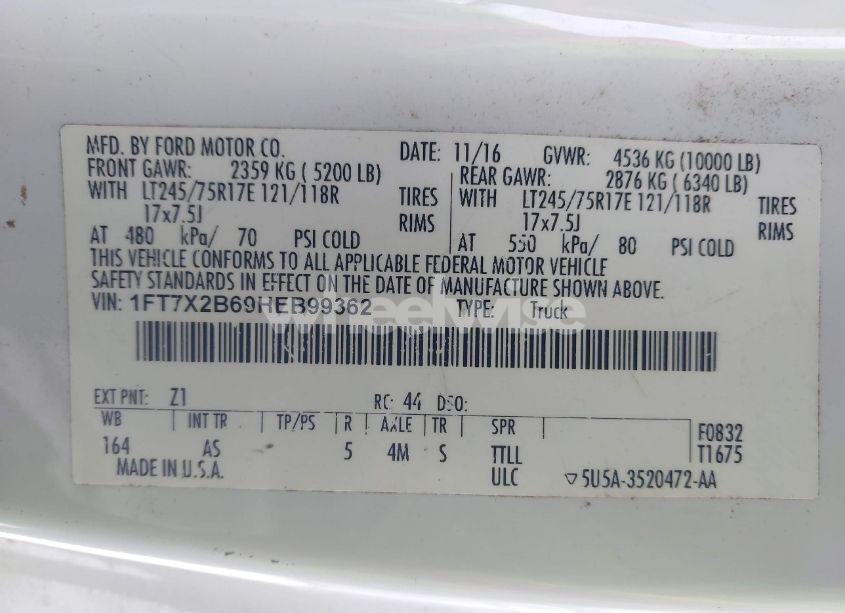 MFD. BY FORD MOTOR CO. DATE: 11/16 GVWR: 4536 KG (10000 LB)
FRONT GAWR: 2359 KG ( 5200 LB) REAR GAWR: 2876 KG ( 6340 LB)
WITH LT245/75R17E 121/118R TIRES WITH LT245/75R17E 121/118R TIRES
17x7.5J RIMS 17x7.5J RIMS
AT 480 kPa/ 70 PSI COLD AT 550 kPa/ 80 PSI COLD
THIS VEHICLE CONFORMS TO ALL APPLICABLE FEDERAL MOTOR VEHICLE
SAFETY STANDARDS IN EFFECT ON THE DATE OF MANUFACTURE SHOWN ABOVE.
VIN: 1FT7X2B69HEB99362 TYPE: Truck
wheelwise
EXT PNT: Z1 RC: 44 DSO:
WB INT TR TP/PS R AXLE TR SPR F0832
164 AS 5 4M S TTLL T1675
MADE IN U.S.A. ULC ▽5U5A-3520472-AA